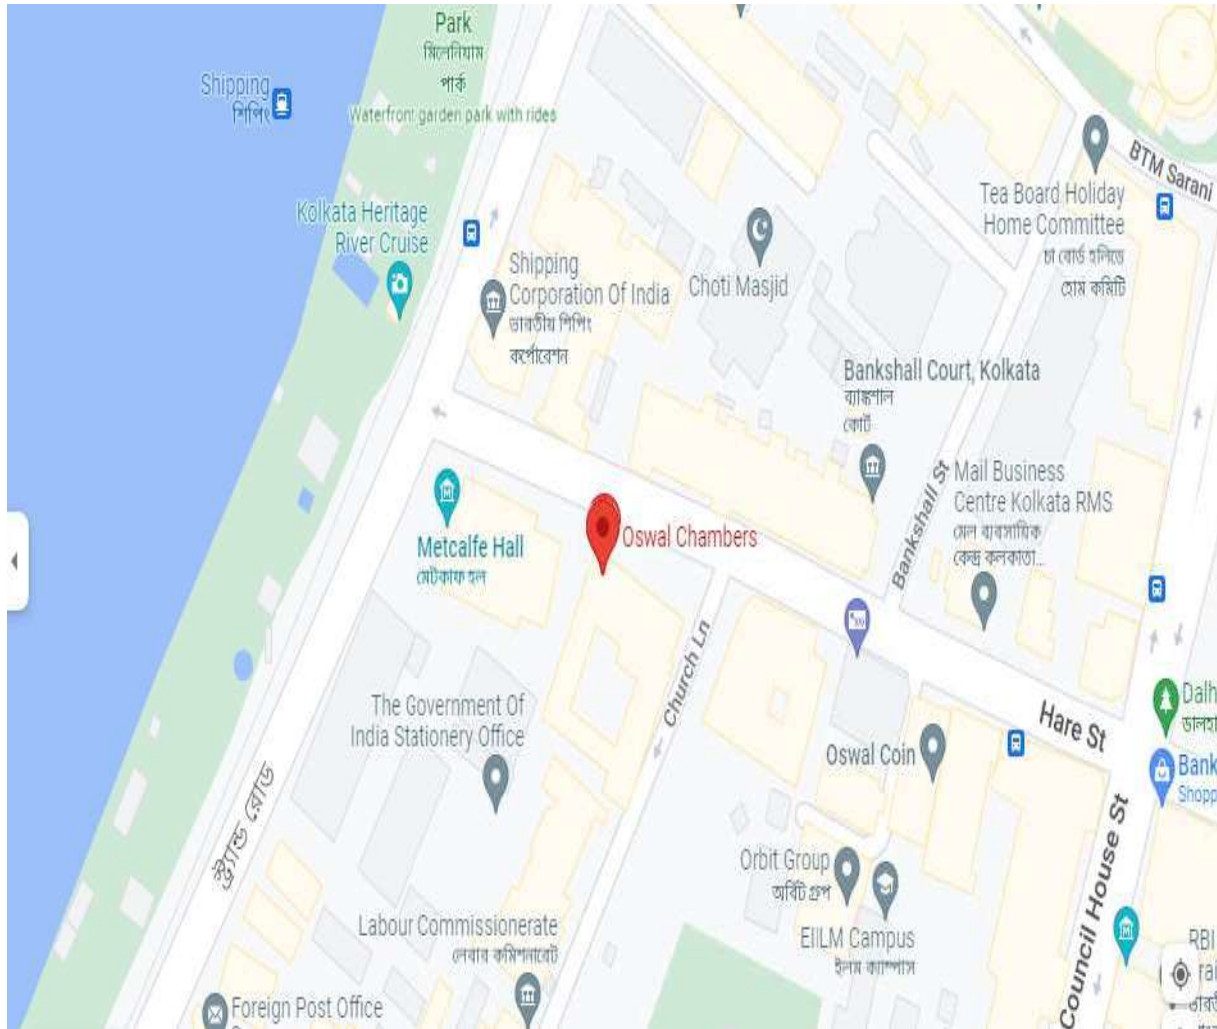 Park
মিলেনিয়াম
পার্ক
Waterfront garden park with rides
Shipping
শিপিং
BTM Sarani
Tea Board Holiday
Home Committee
চা বোর্ড হলিডে
হোম কমিটি
Kolkata Heritage
River Cruise
Shipping
Corporation Of India
ভারতীয় শিপিং
কর্পোরেশন
Choti Masjid
Bankshall Court, Kolkata
ব্যাঙ্কশাল
কোর্ট
Bankshall St
Mail Business
Centre Kolkata RMS
মেল ব্যবসায়িক
কেন্দ্র কলকাতা...
Metcalfe Hall
মেটকাফ হল
Oswal Chambers
Church Ln
The Government Of
India Stationery Office
Hare St
Dalh
ডালহা
Oswal Coin
Bank
Shopp
স্ট্র্যান্ড রোড
Council House St
Orbit Group
অর্বিট গ্রুপ
Labour Commissionerate
লেবার কমিশনারেট
EIILM Campus
ইলম ক্যাম্পাস
RBI
Foreign Post Office